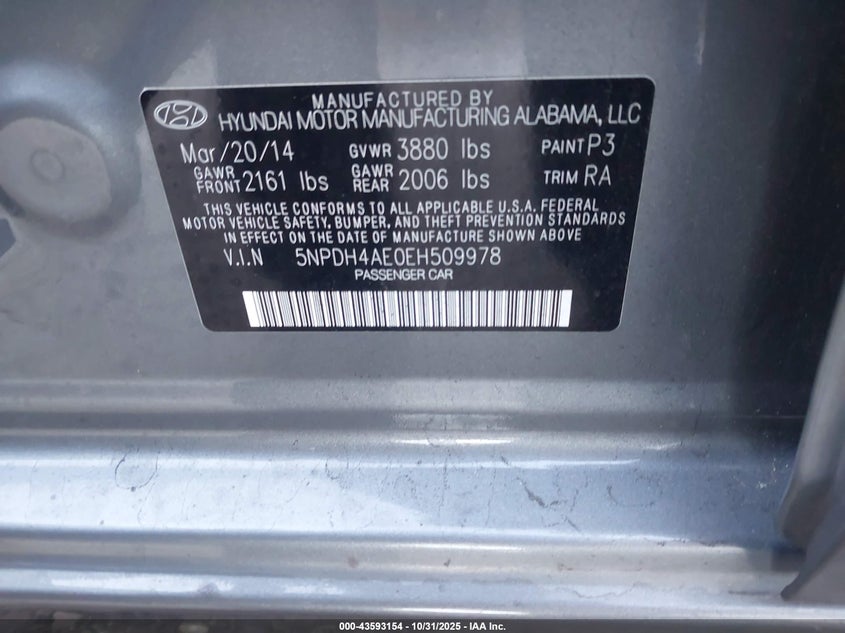 MANUFACTURED BY
HYUNDAI MOTOR MANUFACTURING ALABAMA, LLC
Mar/20/14 GVWR 3880 lbs PAINT P3
GAWR FRONT 2161 lbs GAWR REAR 2006 lbs TRIM RA
THIS VEHICLE CONFORMS TO ALL APPLICABLE U.S.A. FEDERAL
MOTOR VEHICLE SAFETY, BUMPER, AND THEFT PREVENTION STANDARDS
IN EFFECT ON THE DATE OF MANUFACTURE SHOWN ABOVE
V.I.N 5NPDH4AE0EH509978
PASSENGER CAR
000-43593154 - 10/31/2025 - IAA Inc.